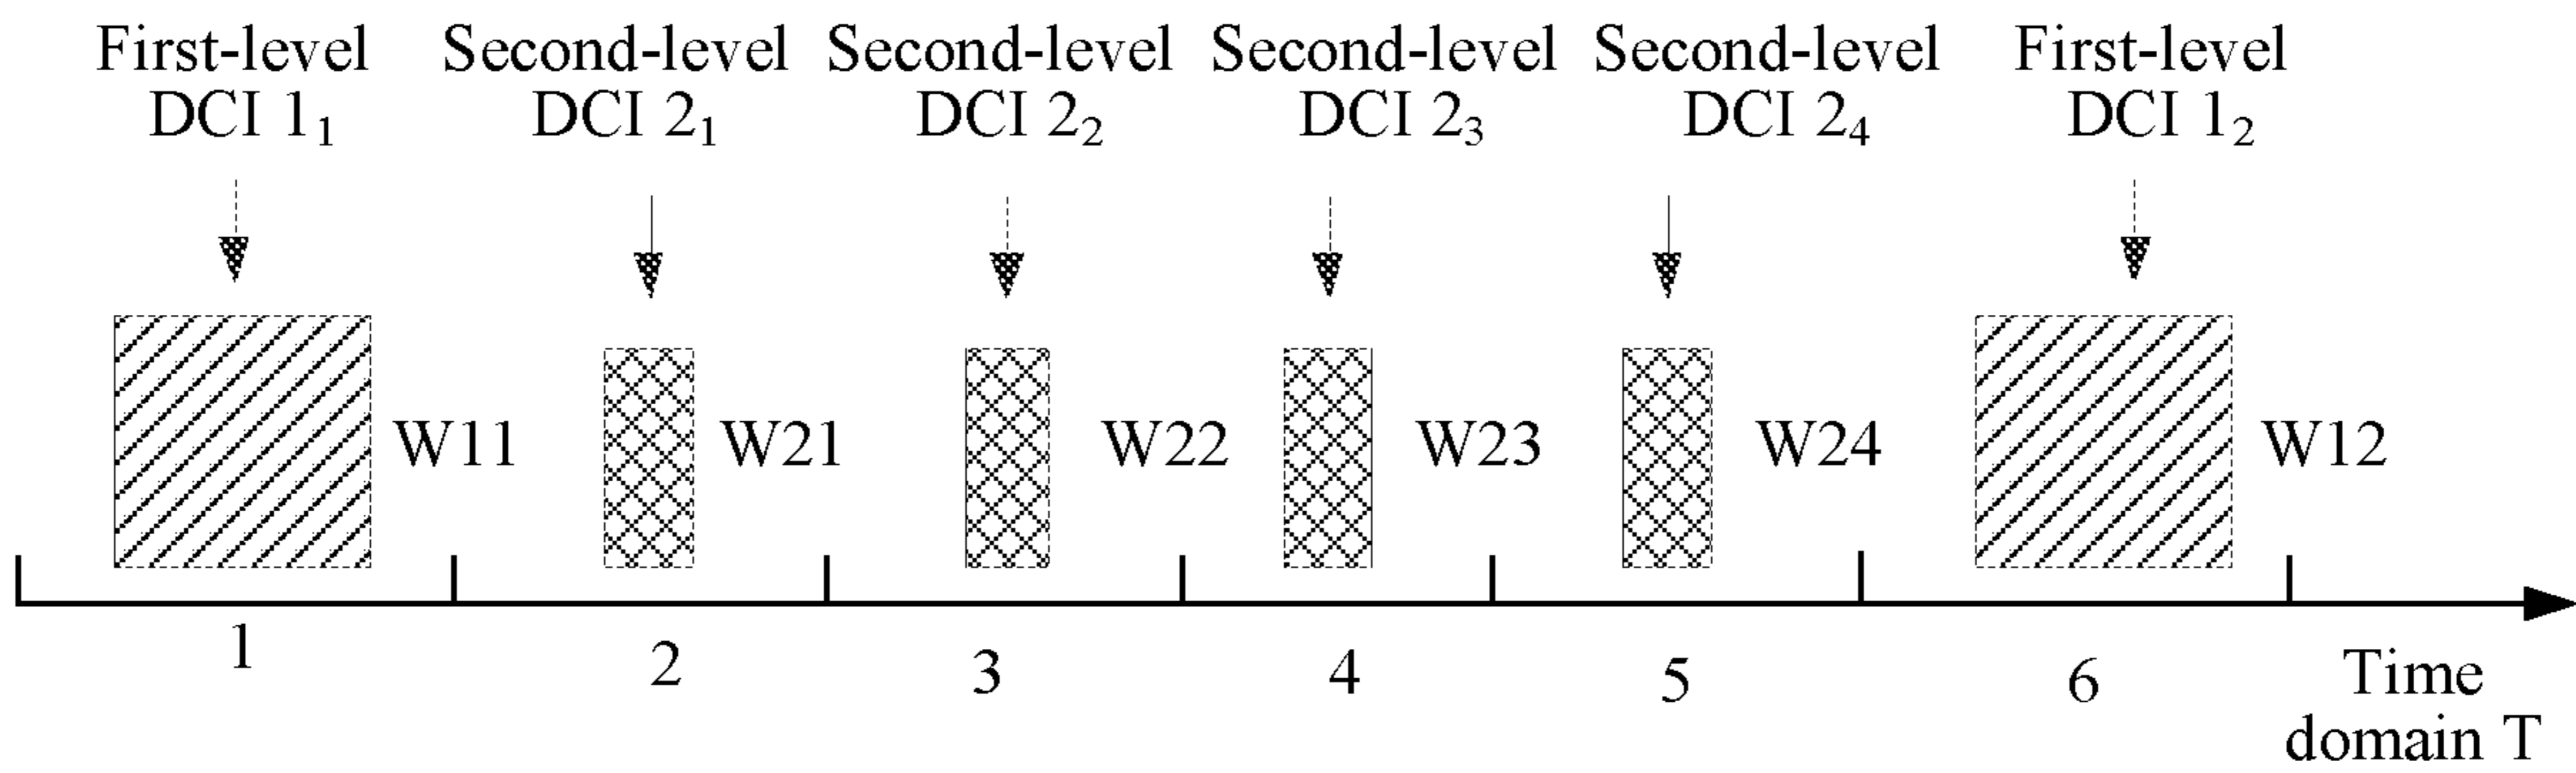 First-level
DCI 1₁
Second-level
DCI 2₁
Second-level
DCI 2₂
Second-level
DCI 2₃
Second-level
DCI 2₄
First-level
DCI 1₂
W11
W21
W22
W23
W24
W12
1
2
3
4
5
6
Time
domain T